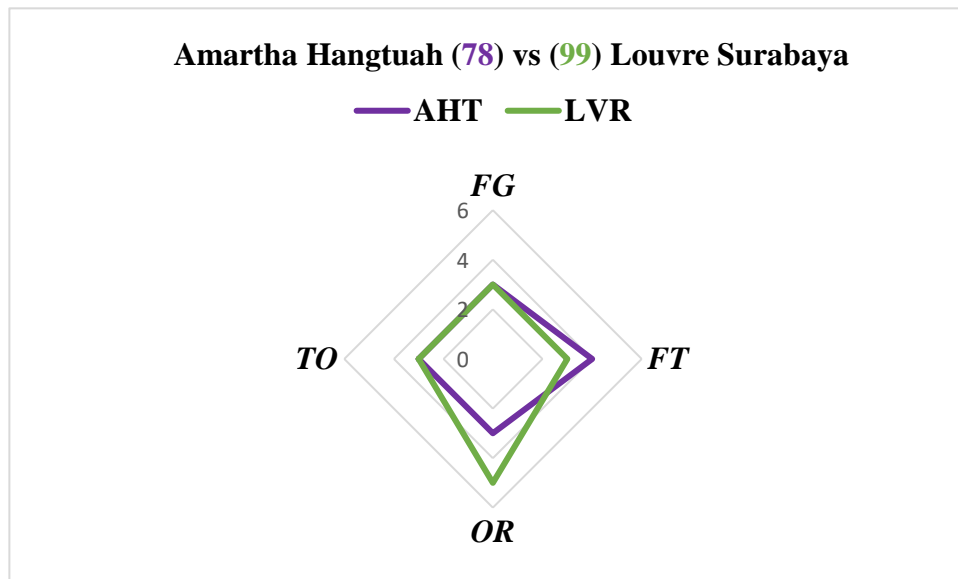 Amartha Hangtuah (78) vs (99) Louvre Surabaya
AHT LVR
FG
6
4
2
TO 0 FT
OR